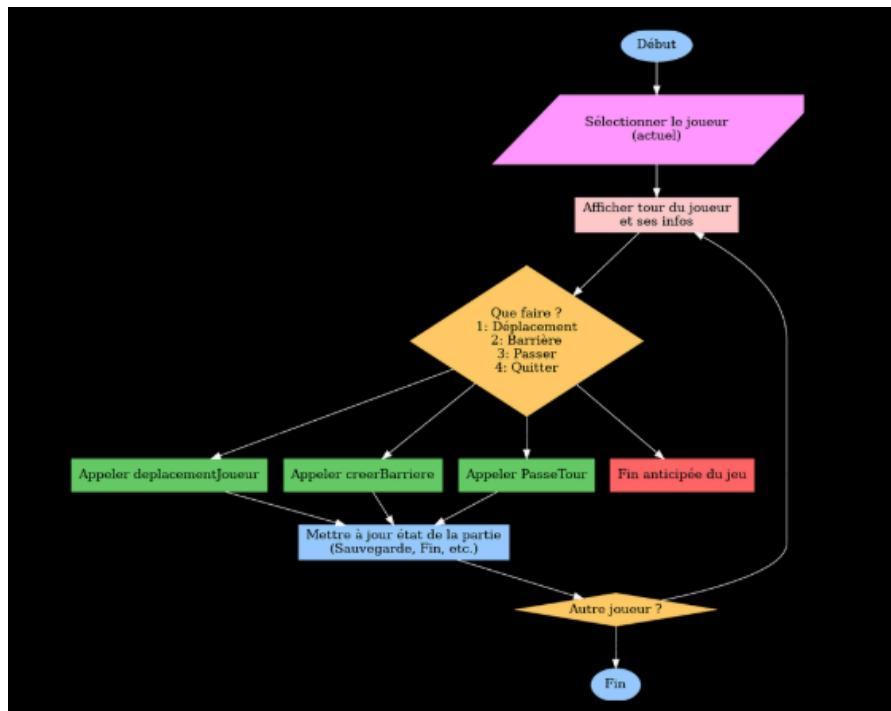 Début
Sélectionner le joueur
(actuel)
Afficher tour du joueur
et ses infos
Que faire ?
1: Déplacement
2: Barrière
3: Passer
4: Quitter
Appeler deplacementJoueur
Appeler creerBarriere
Appeler PasseTour
Fin anticipée du jeu
Mettre à jour état de la partie
(Sauvegarde, Fin, etc.)
Autre joueur ?
Fin